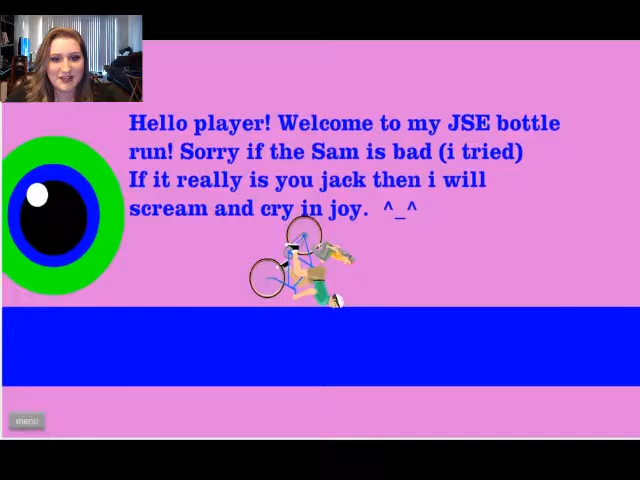 Hello player! Welcome to my JSE bottle
run! Sorry if the Sam is bad (i tried)
If it really is you jack then i will
scream and cry in joy. ^_^
menu